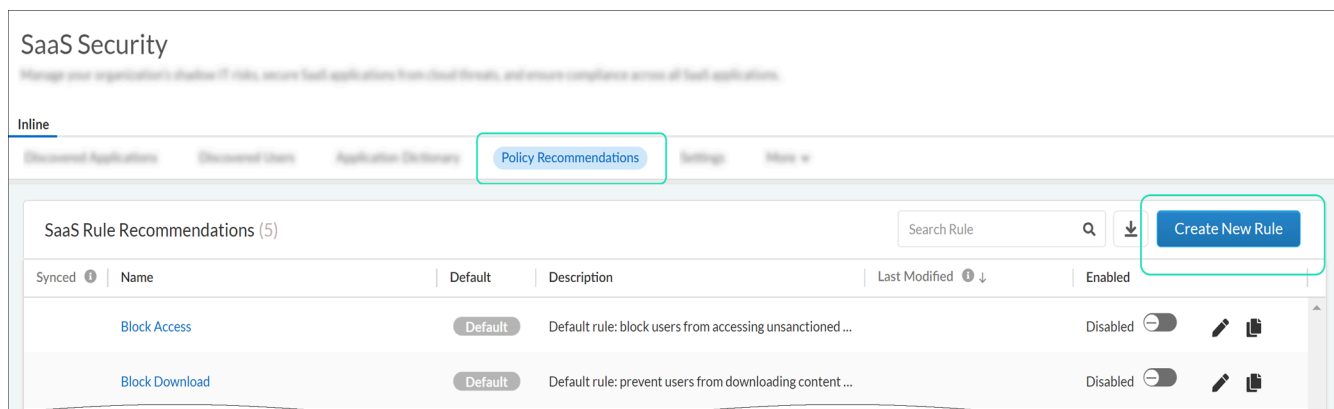 SaaS Security
Inline
Policy Recommendations
SaaS Rule Recommendations (5)
Search Rule
Create New Rule
Synced Name Default Description Last Modified ↓ Enabled
Block Access Default Default rule: block users from accessing unsanctioned ... Disabled
Block Download Default Default rule: prevent users from downloading content ... Disabled